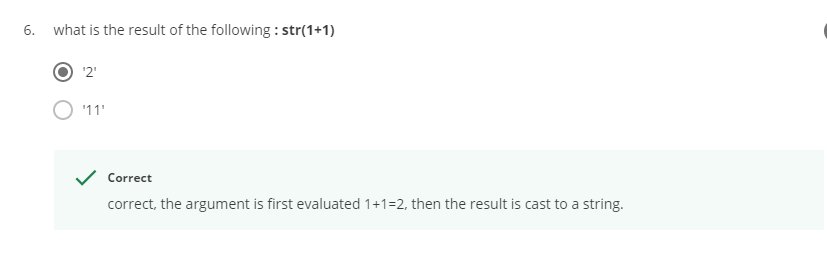 6. what is the result of the following : str(1+1)
'2'
'11'
Correct
correct, the argument is first evaluated 1+1=2, then the result is cast to a string.